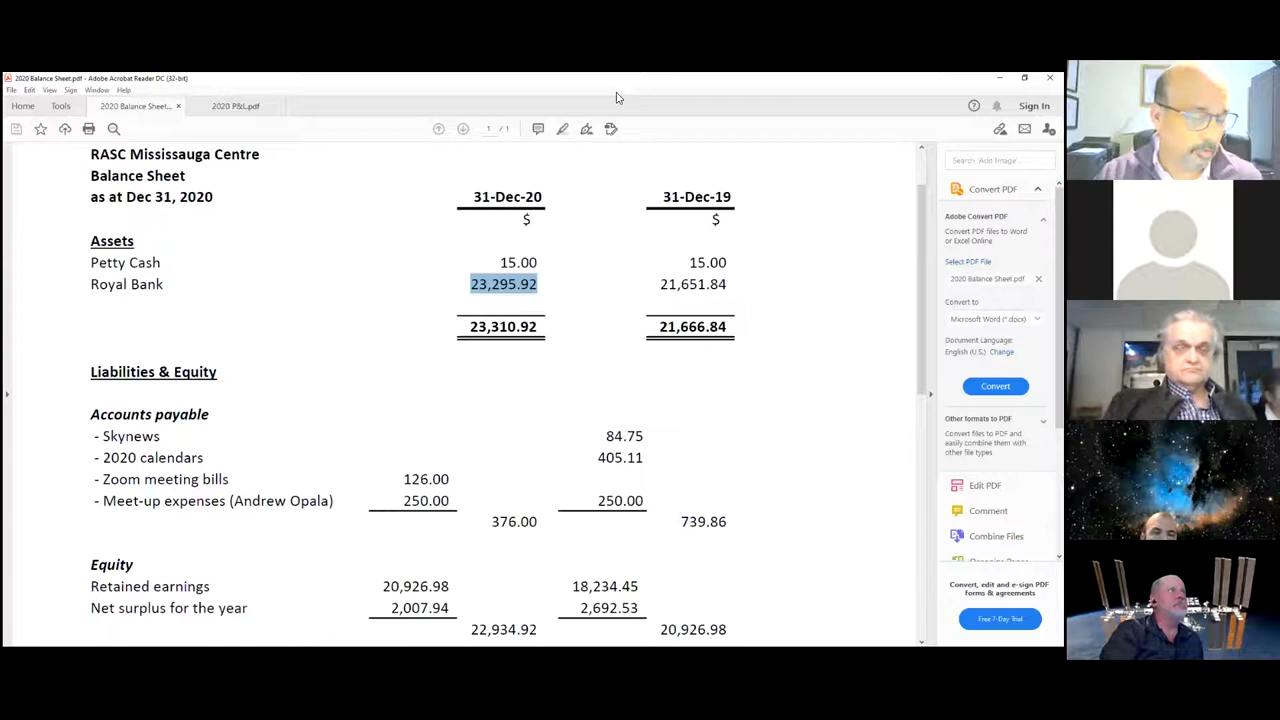 2020 Balance Sheet.pdf - Adobe Acrobat Reader DC (32-bit)
File Edit View Sign Window Help
Home Tools 2020 Balance Sheet... × 2020 P&L.pdf Sign In
1 / 1
RASC Mississauga Centre
Balance Sheet
as at Dec 31, 2020 31-Dec-20 31-Dec-19
$ $
Assets
Petty Cash 15.00 15.00
Royal Bank 23,295.92 21,651.84
23,310.92 21,666.84
Liabilities & Equity
Accounts payable
- Skynews 84.75
- 2020 calendars 405.11
- Zoom meeting bills 126.00
- Meet-up expenses (Andrew Opala) 250.00 250.00
376.00 739.86
Equity
Retained earnings 20,926.98 18,234.45
Net surplus for the year 2,007.94 2,692.53
22,934.92 20,926.98
Search 'Add Image'
Convert PDF
Adobe Convert PDF
Convert PDF files to Word
or Excel Online
Select PDF File
2020 Balance Sheet.pdf ×
Convert to
Microsoft Word (*.docx)
Document Language:
English (U.S.) Change
Convert
Other formats to PDF
Convert files to PDF and
easily combine them with
other file types.
Edit PDF
Comment
Combine Files
Convert, edit and e-sign PDF
forms & agreements
Free 7-Day Trial